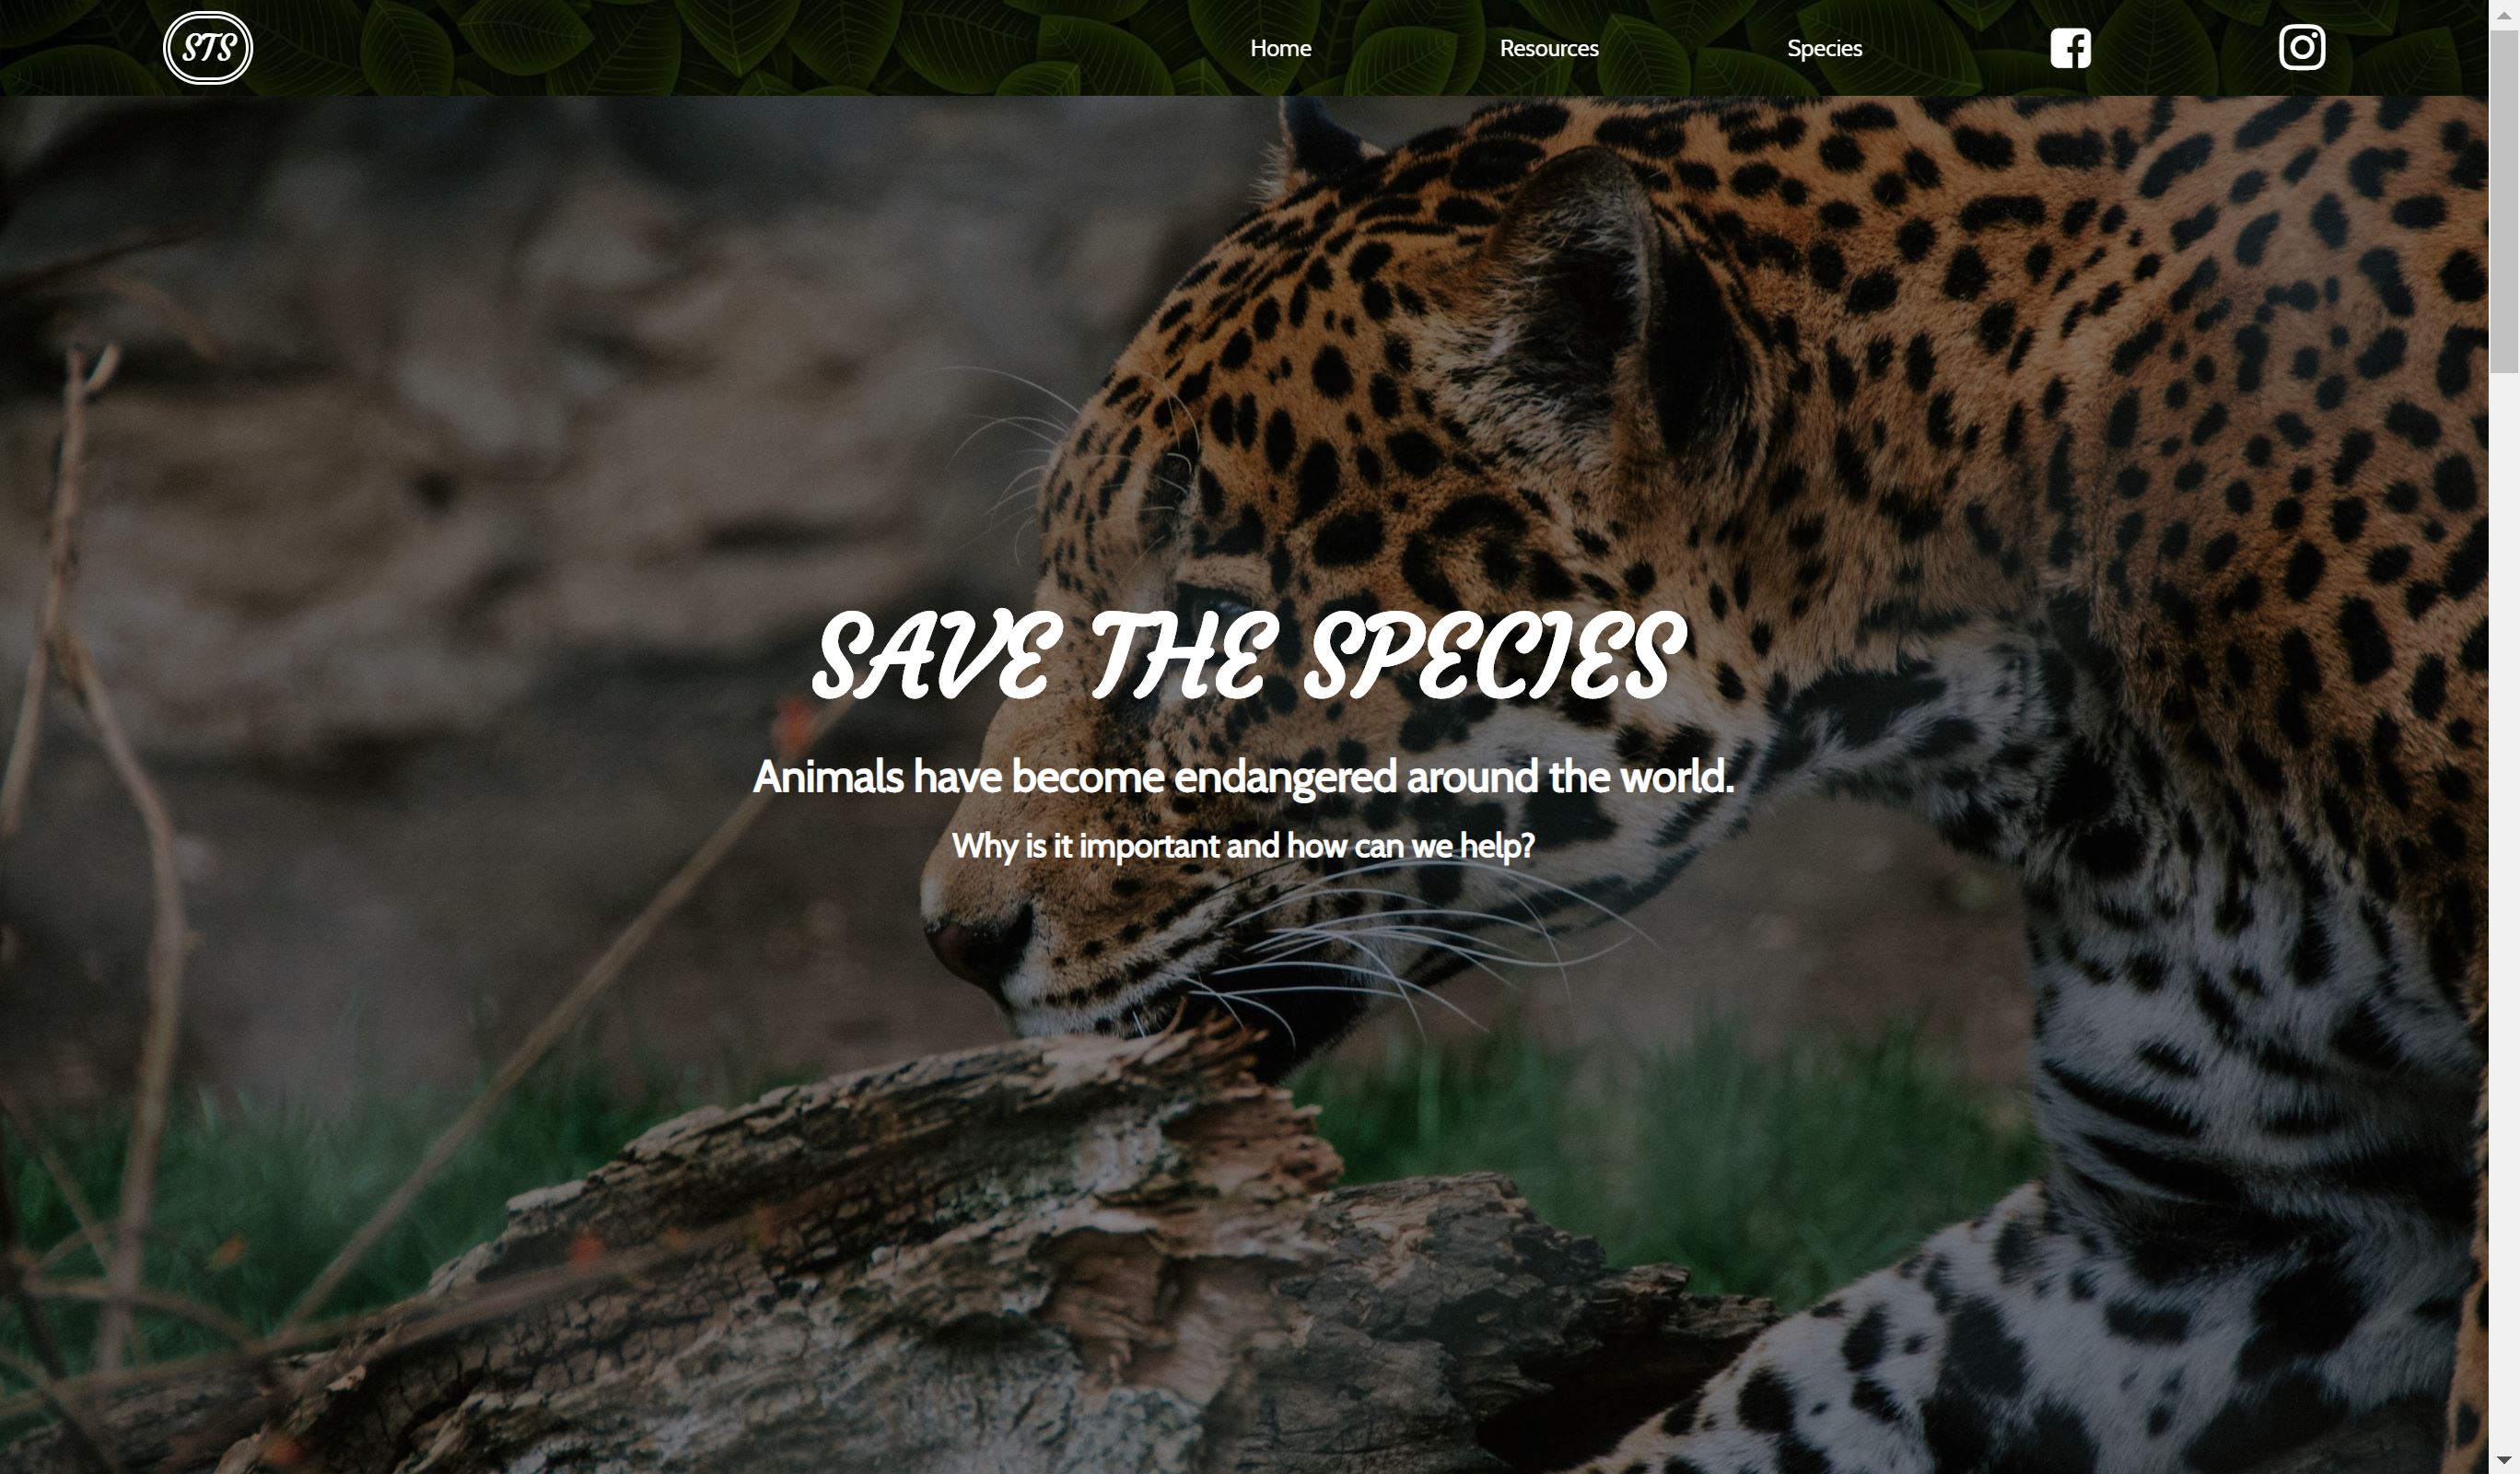 STS
Home
Resources
Species
SAVE THE SPECIES
Animals have become endangered around the world.
Why is it important and how can we help?